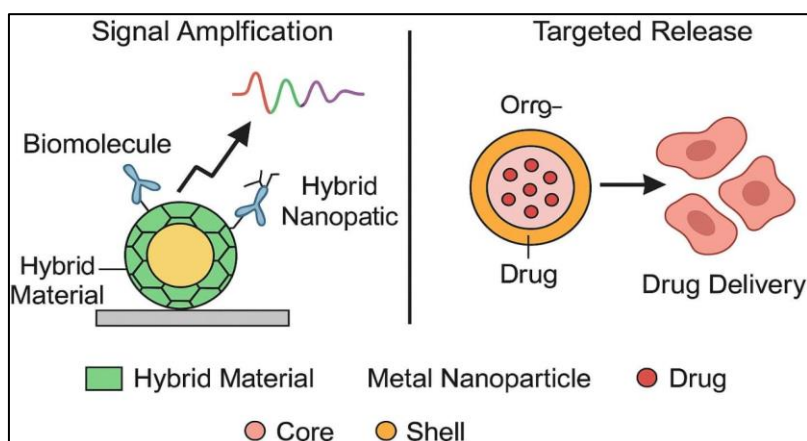 Signal Amplfication
Biomolecule
Hybrid
Nanopatic
Hybrid
Material
Targeted Release
Orrg–
Drug
Drug Delivery
Hybrid Material
Metal Nanoparticle
Drug
Core
Shell